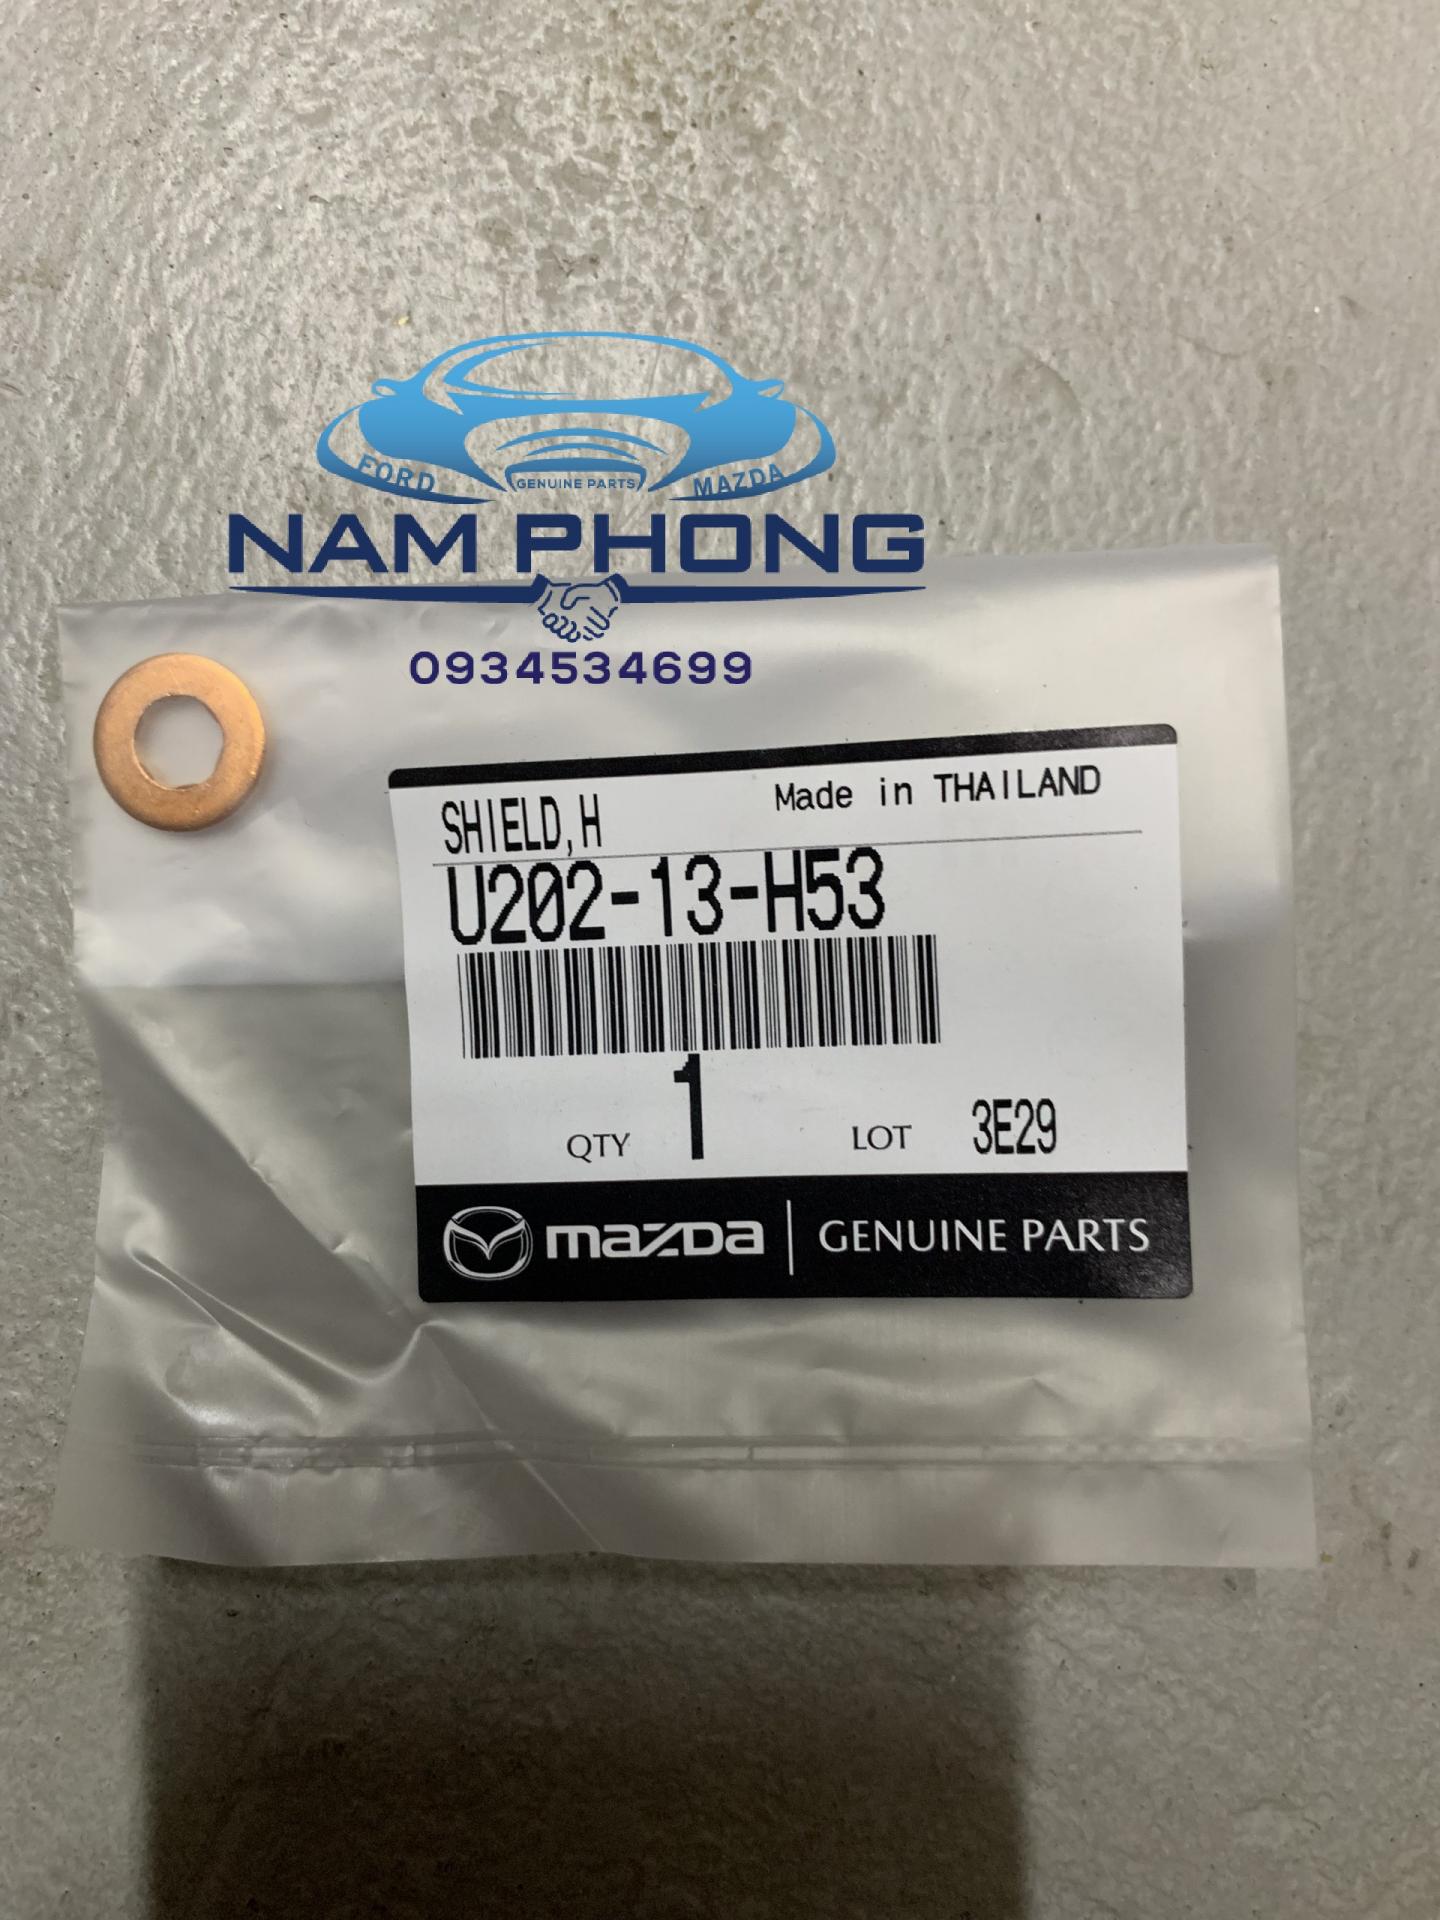 FORD
GENUINE PARTS
MAZDA
NAM PHONG
0934534699
SHIELD,H
Made in THAILAND
U202-13-H53
QTY 1
LOT 3E29
mazda
GENUINE PARTS